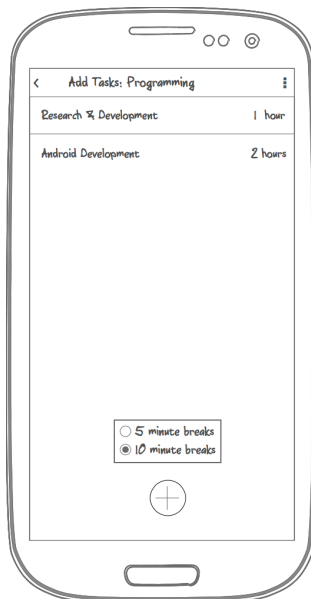 Add Tasks: Programming
Research & Development 1 hour
Android Development 2 hours
5 minute breaks
10 minute breaks